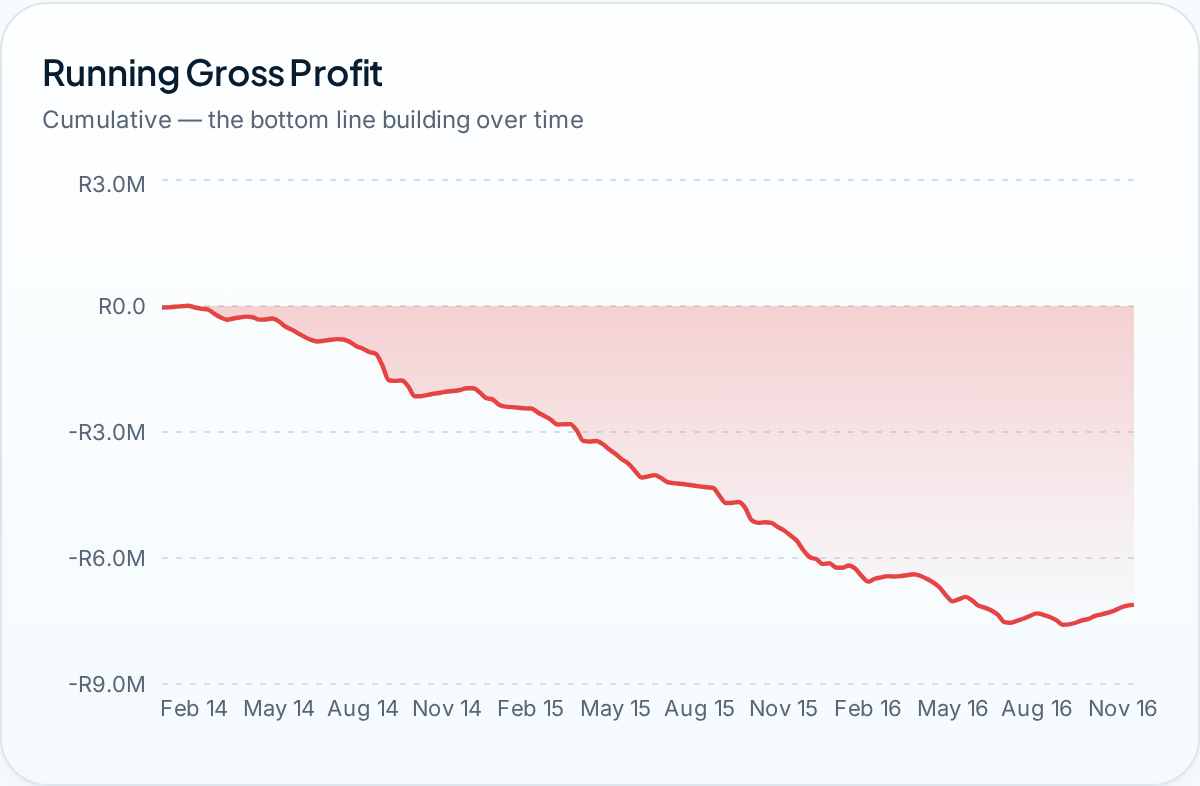 Running Gross Profit
Cumulative — the bottom line building over time
R3.0M
R0.0
-R3.0M
-R6.0M
-R9.0M
Feb 14 May 14 Aug 14 Nov 14 Feb 15 May 15 Aug 15 Nov 15 Feb 16 May 16 Aug 16 Nov 16